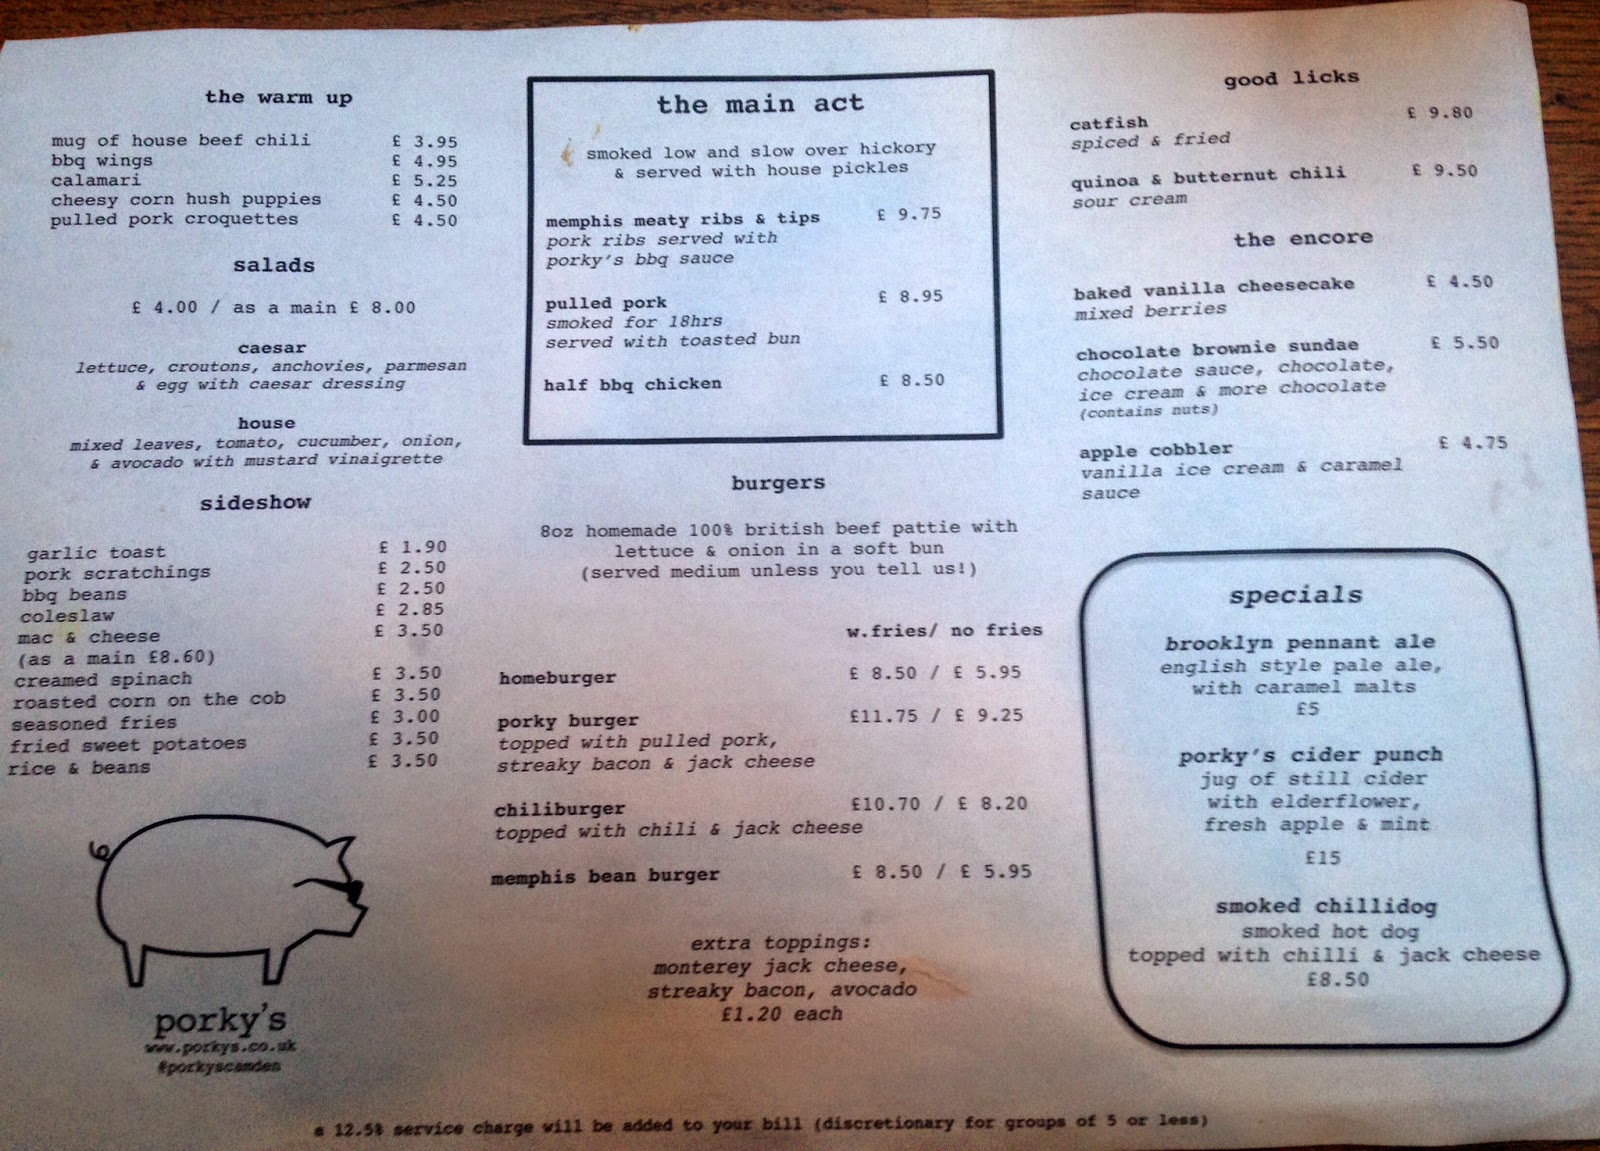 the warm up
mug of house beef chili £ 3.95
bbq wings £ 4.95
calamari £ 5.25
cheesy corn hush puppies £ 4.50
pulled pork croquettes £ 4.50
salads
£ 4.00 / as a main £ 8.00
caesar
lettuce, croutons, anchovies, parmesan
& egg with caesar dressing
house
mixed leaves, tomato, cucumber, onion,
& avocado with mustard vinaigrette
sideshow
garlic toast £ 1.90
pork scratchings £ 2.50
bbq beans £ 2.50
coleslaw £ 2.85
mac & cheese £ 3.50
(as a main £8.60)
creamed spinach £ 3.50
roasted corn on the cob £ 3.50
seasoned fries £ 3.00
fried sweet potatoes £ 3.50
rice & beans £ 3.50
porky's
www.porkys.co.uk
@porkyscamden
the main act
smoked low and slow over hickory
& served with house pickles
memphis meaty ribs & tips £ 9.75
pork ribs served with
porky's bbq sauce
pulled pork £ 8.95
smoked for 18hrs
served with toasted bun
half bbq chicken £ 8.50
burgers
8oz homemade 100% british beef pattie with
lettuce & onion in a soft bun
(served medium unless you tell us!)
w.fries/ no fries
homeburger £ 8.50 / £ 5.95
porky burger £11.75 / £ 9.25
topped with pulled pork,
streaky bacon & jack cheese
chiliburger £10.70 / £ 8.20
topped with chili & jack cheese
memphis bean burger £ 8.50 / £ 5.95
extra toppings:
monterey jack cheese,
streaky bacon, avocado
£1.20 each
good licks
catfish £ 9.80
spiced & fried
quinoa & butternut chili £ 9.50
sour cream
the encore
baked vanilla cheesecake £ 4.50
mixed berries
chocolate brownie sundae £ 5.50
chocolate sauce, chocolate,
ice cream & more chocolate
(contains nuts)
apple cobbler £ 4.75
vanilla ice cream & caramel
sauce
specials
brooklyn pennant ale
english style pale ale,
with caramel malts
£5
porky's cider punch
jug of still cider
with elderflower,
fresh apple & mint
£15
smoked chillidog
smoked hot dog
topped with chilli & jack cheese
£8.50
a 12.5% service charge will be added to your bill (discretionary for groups of 5 or less)